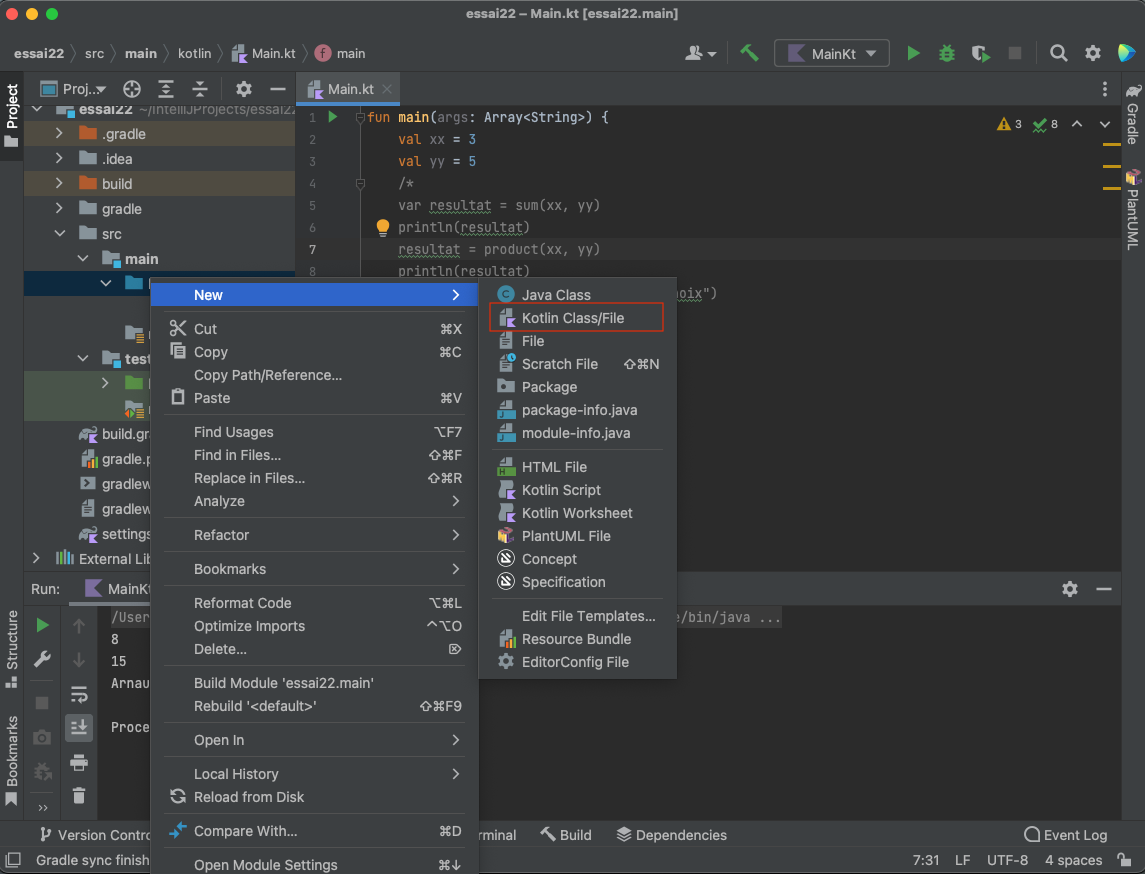 essai22 – Main.kt [essai22.main]
essai22 src main kotlin Main.kt f main
MainKt
Project
Proj...
Main.kt
essai22 ~/IntelliJProjects/essai22
.gradle
.idea
build
gradle
src
main
test
build.gra
gradle.p
gradlew
gradlew
settings
External Lib
1 fun main(args: Array<String>) {
2 val xx = 3
3 val yy = 5
4 /*
5 var resultat = sum(xx, yy)
6 println(resultat)
7 resultat = product(xx, yy)
8 println(resultat)
oix")
3 8
Gradle
PlantUML
New
Cut ⌘X
Copy ⌘C
Copy Path/Reference...
Paste ⌘V
Find Usages ⌥F7
Find in Files... ⇧⌘F
Replace in Files... ⇧⌘R
Analyze
Refactor
Bookmarks
Reformat Code ⌥⌘L
Optimize Imports ^⌥O
Delete... ⌦
Build Module 'essai22.main'
Rebuild '<default>' ⇧⌘F9
Open In
Local History
Reload from Disk
Compare With... ⌘D
Open Module Settings ⌘↓
C Java Class
Kotlin Class/File
File
Scratch File ⇧⌘N
Package
package-info.java
module-info.java
HTML File
Kotlin Script
Kotlin Worksheet
PlantUML File
Concept
Specification
Edit File Templates...
Resource Bundle
EditorConfig File
Run: MainKt
/User
e/bin/java ...
8
15
Arnau
Proce
Structure
Bookmarks
Version Contro
rminal
Build
Dependencies
Event Log
Gradle sync finish
7:31 LF UTF-8 4 spaces